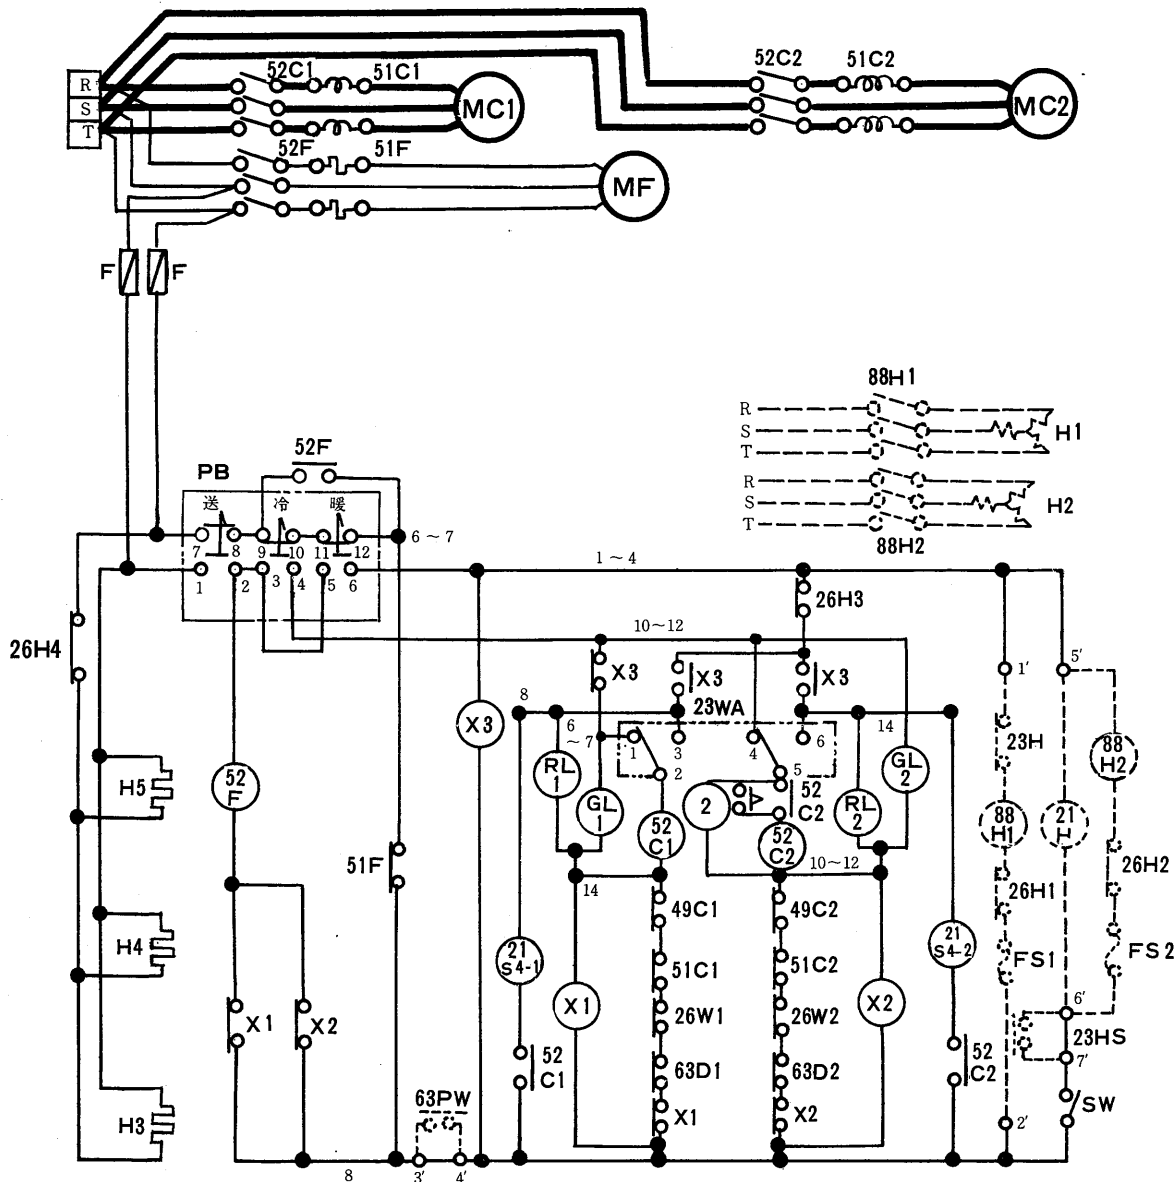 52C1 51C1
52C2 51C2
R
S
T
MC1
MC2
52F 51F
MF
F F
88H1
R
S
T
H1
R
S
T
H2
88H2
52F
PB
送 冷 暖
7 8 9 10 11 12
6～7
1 2 3 4 5 6
1～4
26H3
26H4
10～12
X3
X3
X3
1′
5′
8
23WA
X3
6
～7
1
3
4
6
14
2
5
23H
88
H2
RL
1
GL
2
52
F
H5
GL
1
2
52
C2
RL
2
88
H1
21
H
52
C1
52
C2
10～12
51F
26H1
26H2
14
49C1
49C2
H4
21
S4-1
21
S4-2
FS1
FS2
51C1
51C2
X1
X2
X1
X2
26W1
26W2
6′
23HS
7′
52
C1
63D1
63D2
52
C2
63PW
X1
X2
SW
H3
2′
8
3′
4′